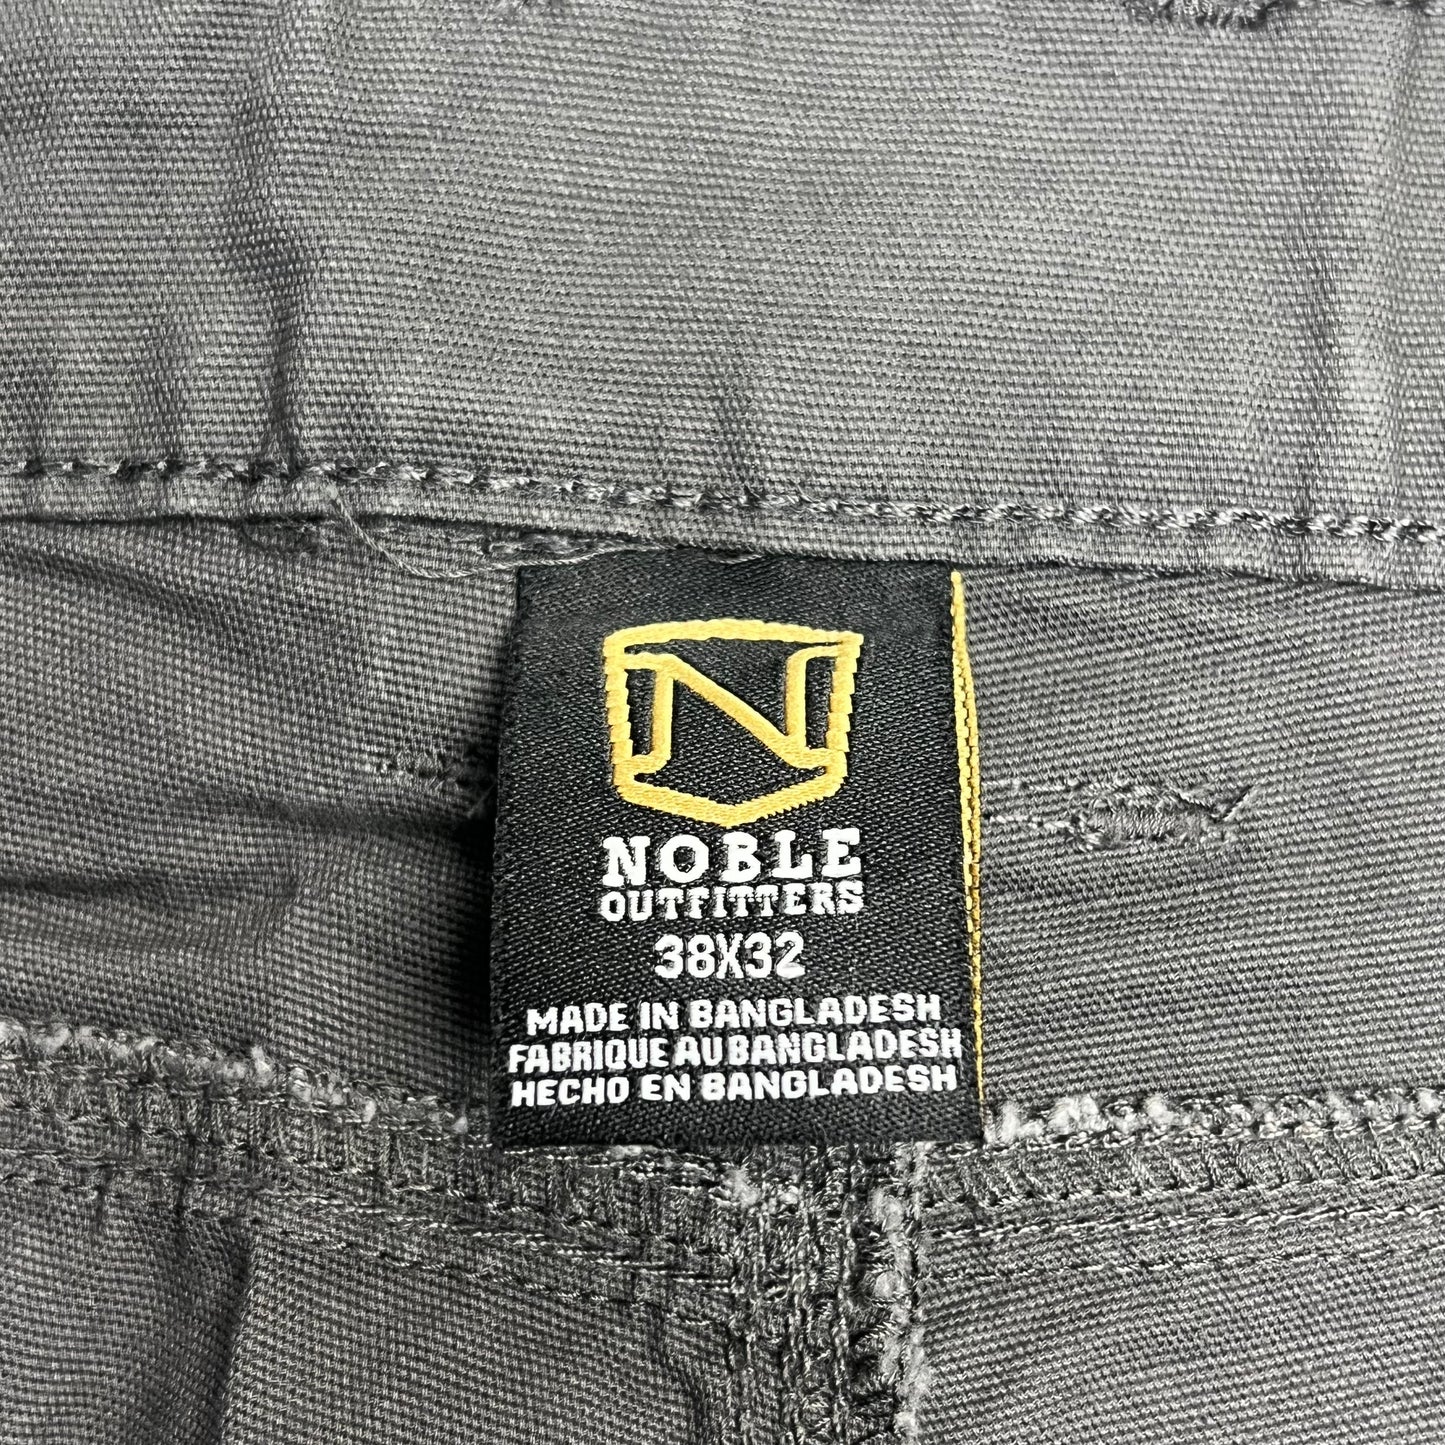 N
NOBLE
OUTFITTERS
38X32
MADE IN BANGLADESH
FABRIQUE AU BANGLADESH
HECHO EN BANGLADESH